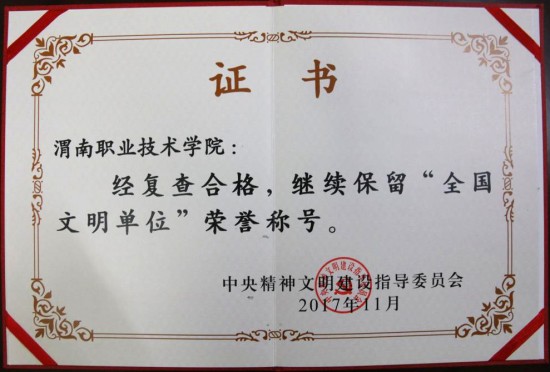 证书
渭南职业技术学院：
经复查合格，继续保留“全国
文明单位”荣誉称号。
中央精神文明建设指导委员会
2017年11月